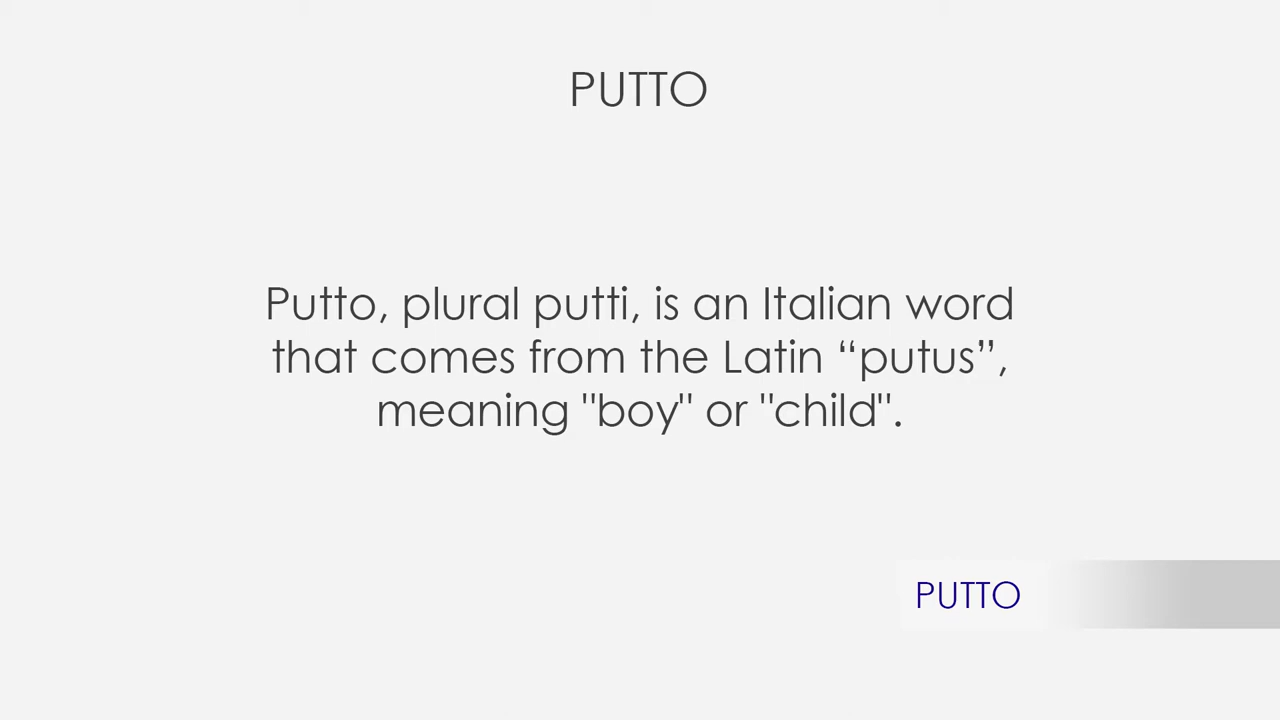 PUTTO
Putto, plural putti, is an Italian word
that comes from the Latin “putus”,
meaning "boy" or "child".
PUTTO